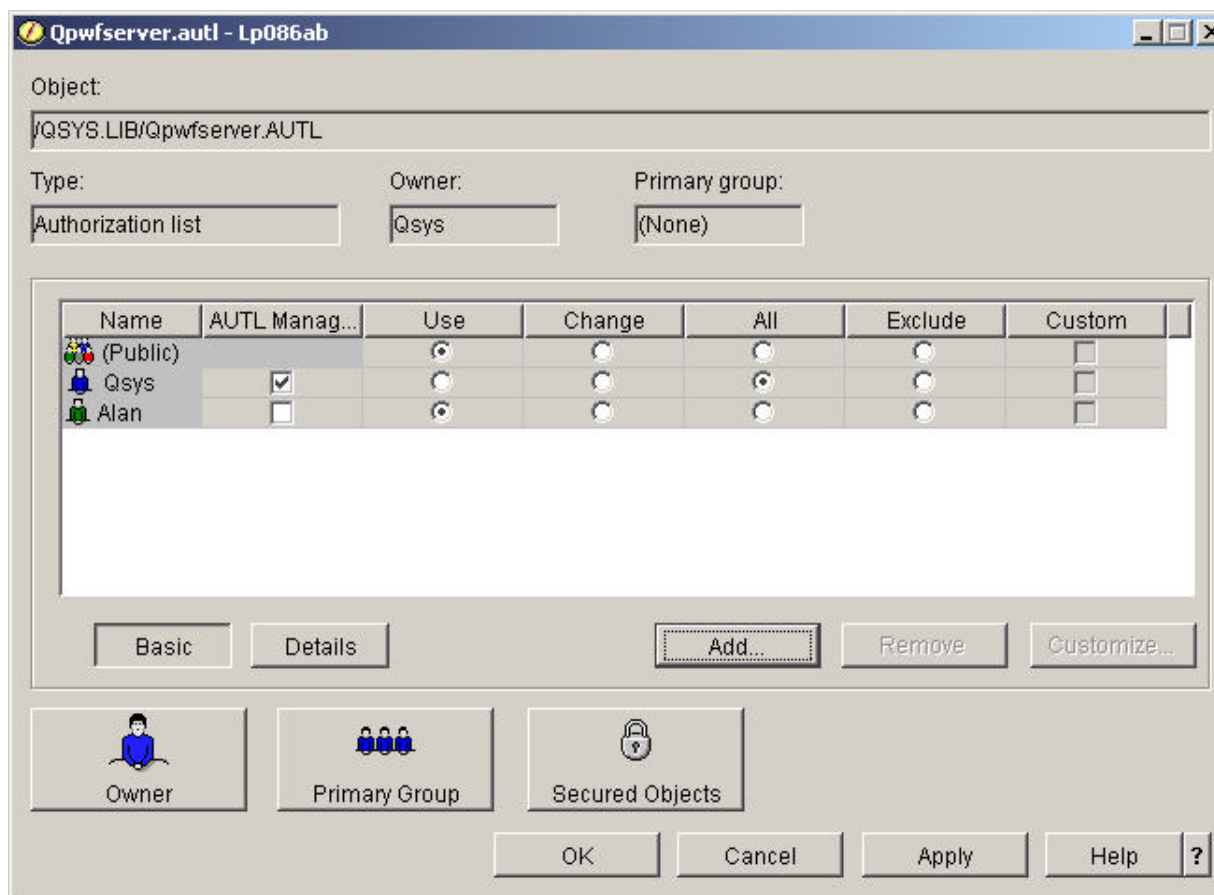 Qpwfserver.autl - Lp086ab
Object:
/QSYS.LIB/Qpwfserver.AUTL
Type: Owner: Primary group:
Authorization list Qsys (None)
Name AUTL Manag... Use Change All Exclude Custom
(Public)
Qsys
Alan
Basic Details Add... Remove Customize...
Owner Primary Group Secured Objects
OK Cancel Apply Help ?